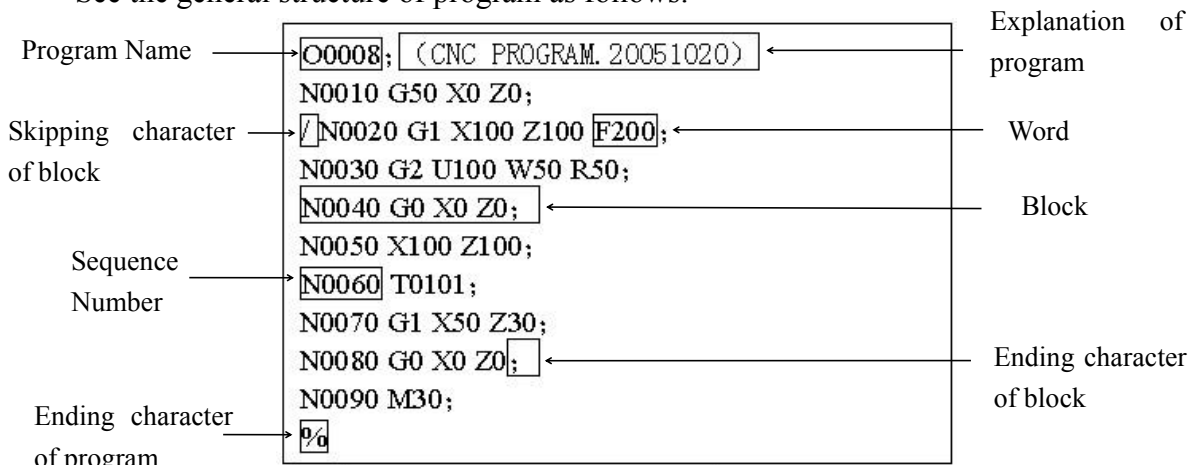 See the general structure of program as follows:
Program Name
O0008; (CNC PROGRAM. 20051020)
Explanation of
program
N0010 G50 X0 Z0;
Skipping character
of block
/ N0020 G1 X100 Z100 F200;
Word
N0030 G2 U100 W50 R50;
N0040 G0 X0 Z0;
Block
N0050 X100 Z100;
Sequence
Number
N0060 T0101;
N0070 G1 X50 Z30;
N0080 G0 X0 Z0;
Ending character
of block
N0090 M30;
Ending character
of program
%